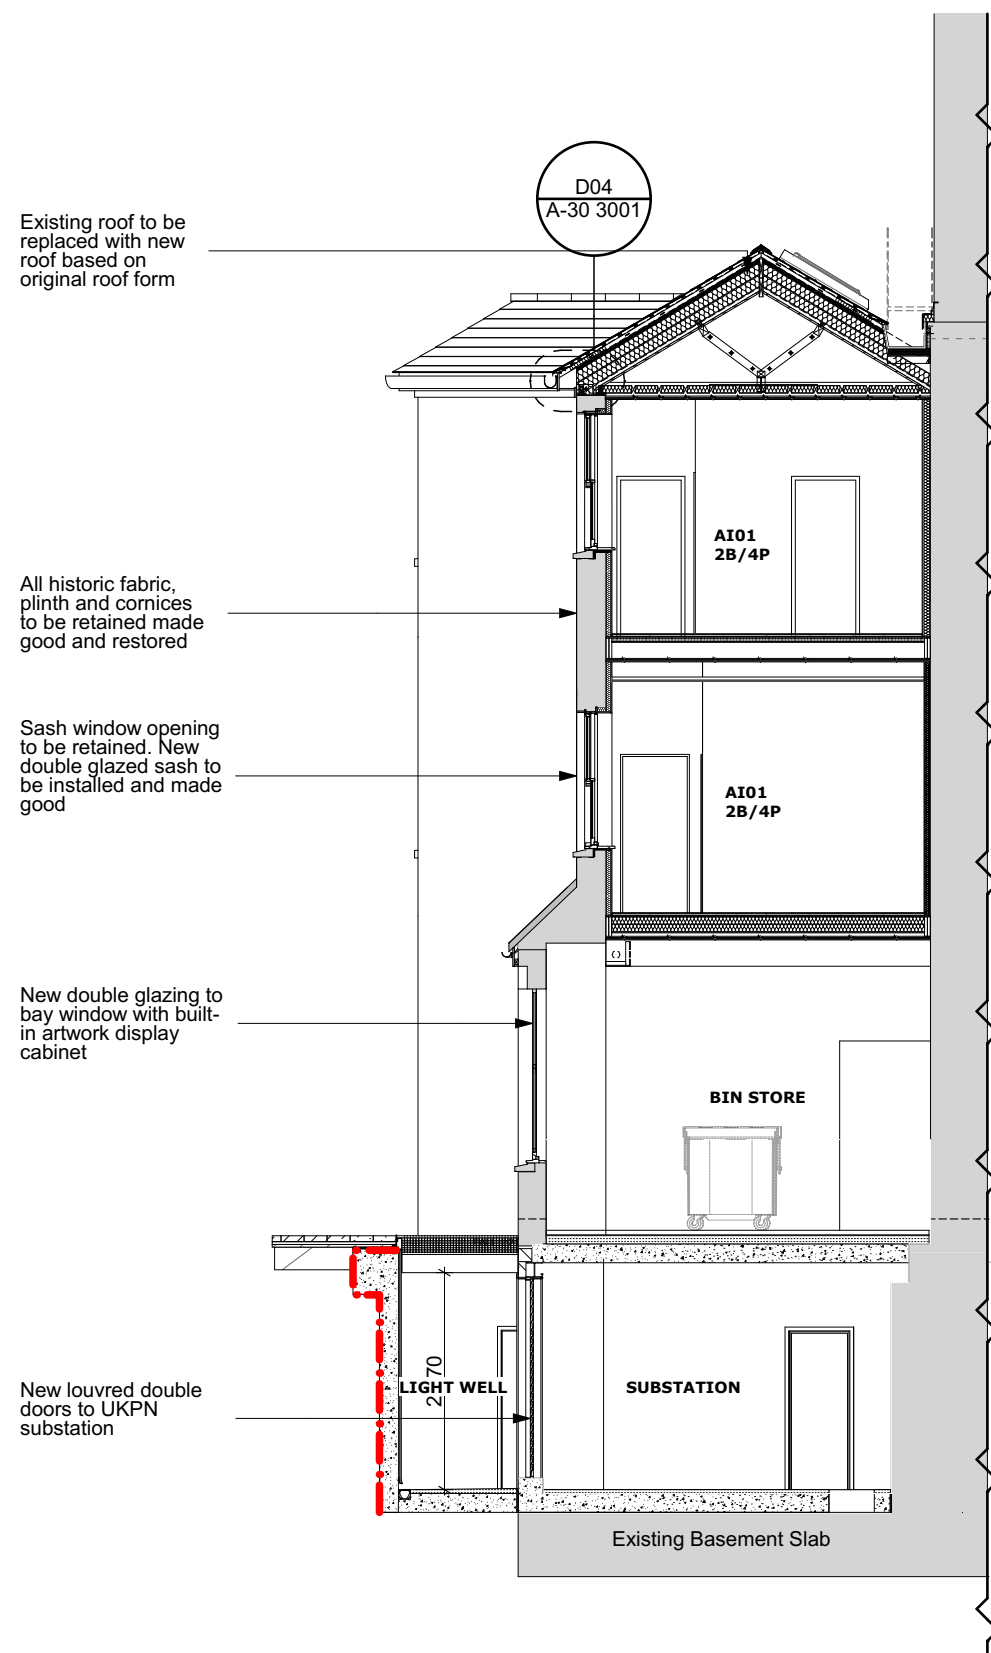 D04
A-30 3001
Existing roof to be
replaced with new
roof based on
original roof form
AI01
2B/4P
All historic fabric,
plinth and cornices
to be retained made
good and restored
Sash window opening
to be retained. New
double glazed sash to
be installed and made
good
AI01
2B/4P
New double glazing to
bay window with built-
in artwork display
cabinet
BIN STORE
LIGHT WELL
SUBSTATION
New louvred double
doors to UKPN
substation
Existing Basement Slab